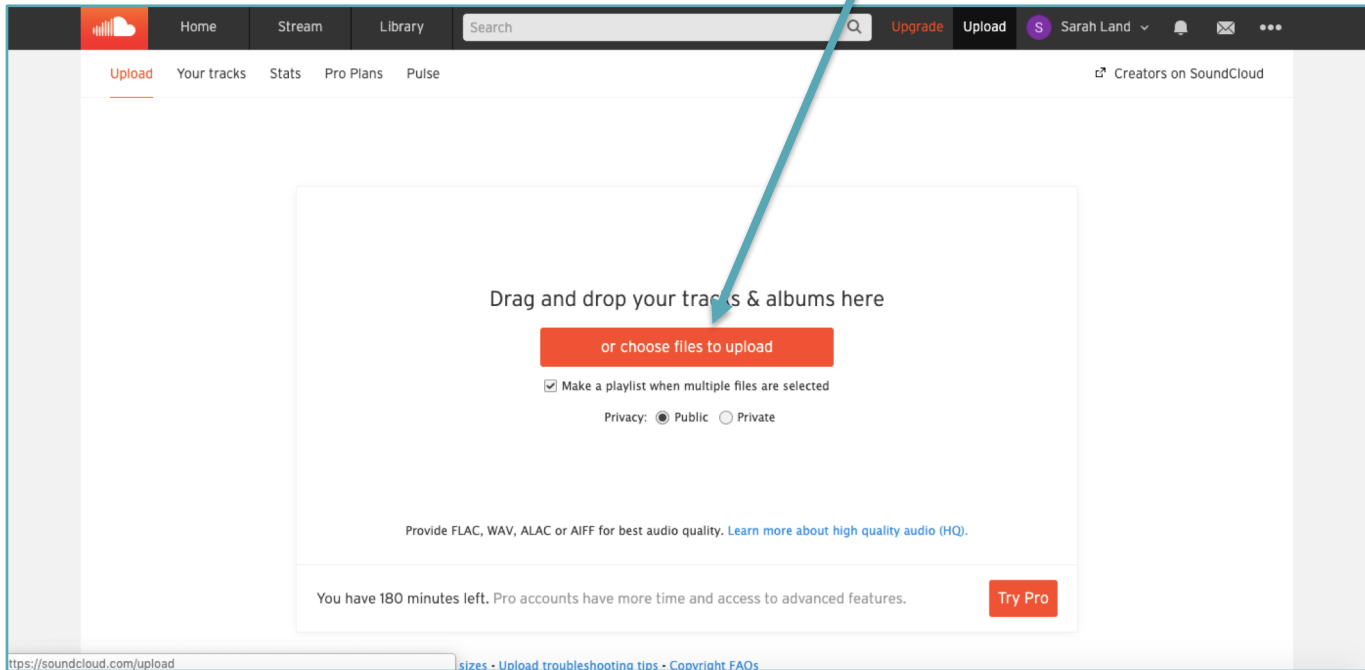 Home Stream Library Search Upgrade Upload S Sarah Land •••
Upload Your tracks Stats Pro Plans Pulse Creators on SoundCloud
Drag and drop your tracks & albums here
or choose files to upload
Make a playlist when multiple files are selected
Privacy: Public Private
Provide FLAC, WAV, ALAC or AIFF for best audio quality. Learn more about high quality audio (HQ).
You have 180 minutes left. Pro accounts have more time and access to advanced features. Try Pro
ttps://soundcloud.com/upload sizes - Upload troubleshooting tips - Copyright FAQs